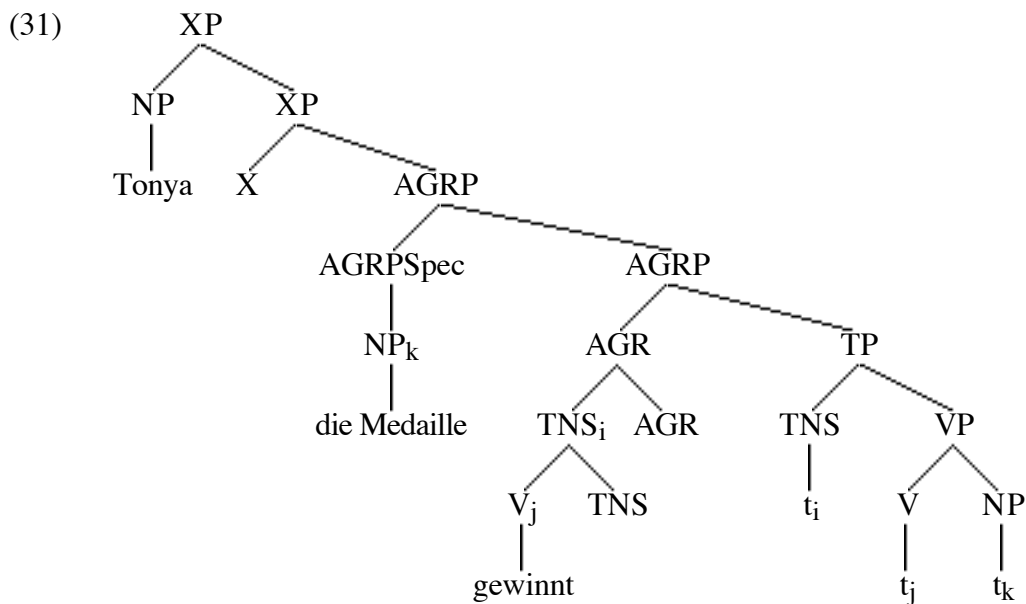 (31) XP
NP XP
Tonya X AGRP
AGRPSpec AGRP
NPk AGR TP
die Medaille TNSi AGR TNS VP
Vj TNS ti V NP
gewinnt tj tk